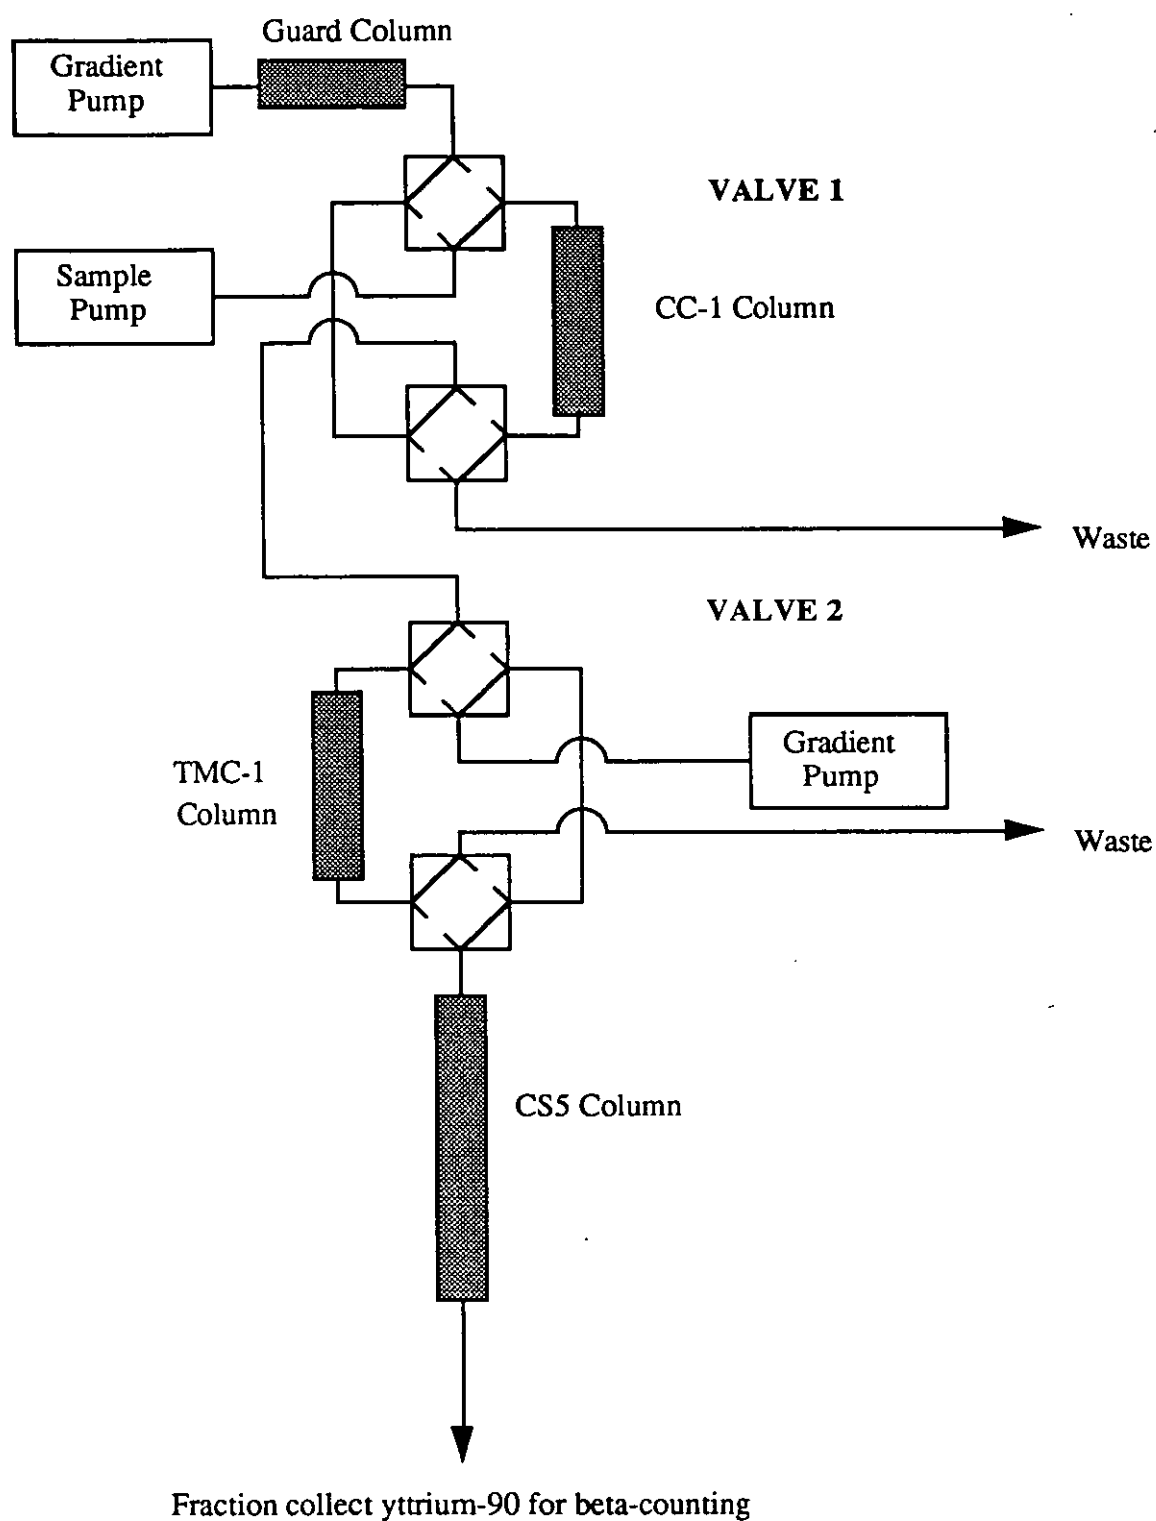 Guard Column
Gradient
Pump
VALVE 1
Sample
Pump
CC-1 Column
Waste
VALVE 2
Gradient
Pump
TMC-1
Column
Waste
CS5 Column
Fraction collect yttrium-90 for beta-counting